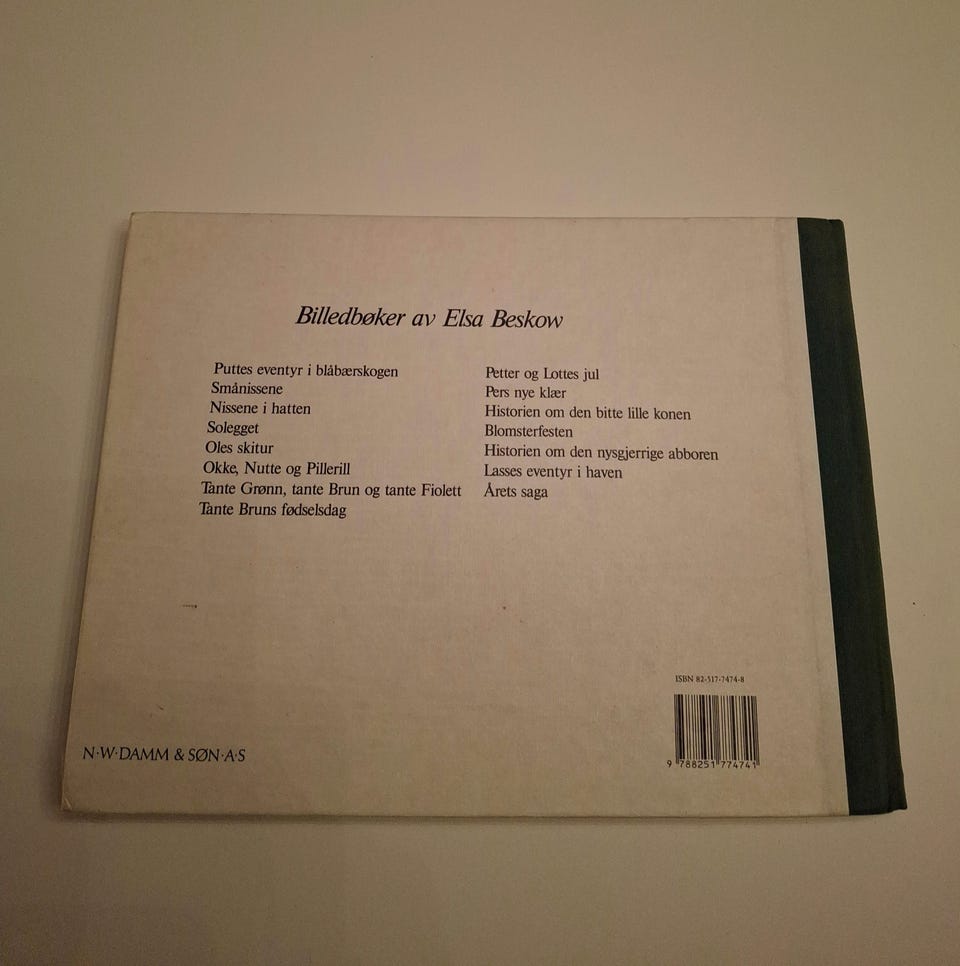 Billedbøker av Elsa Beskow
Puttes eventyr i blåbærskogen
Smånissene
Nissene i hatten
Solegget
Oles skitur
Okke, Nutte og Pillerill
Tante Grønn, tante Brun og tante Fiolett
Tante Bruns fødselsdag
Petter og Lottes jul
Pers nye klær
Historien om den bitte lille konen
Blomsterfesten
Historien om den nysgjerrige abboren
Lasses eventyr i haven
Årets saga
ISBN 82-517-7474-8
9 788251 774741
N·W·DAMM & SØN·A·S